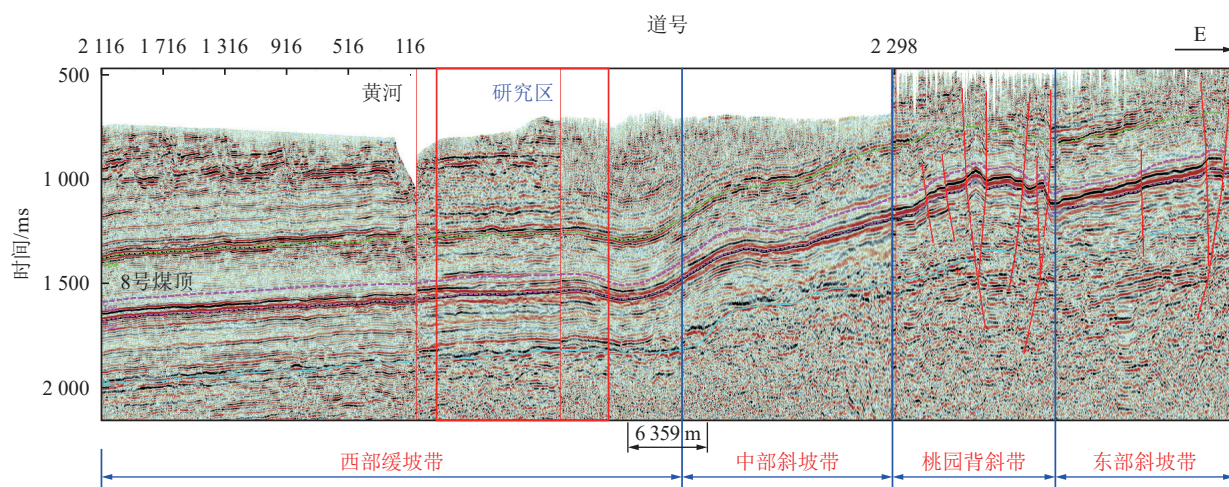 道号
E
2 116 1 716 1 316 916 516 116 2 298
500
黄河 研究区
1 000
时间/ms
8号煤顶
1 500
2 000
6 359 m
西部缓坡带 中部斜坡带 桃园背斜带 东部斜坡带